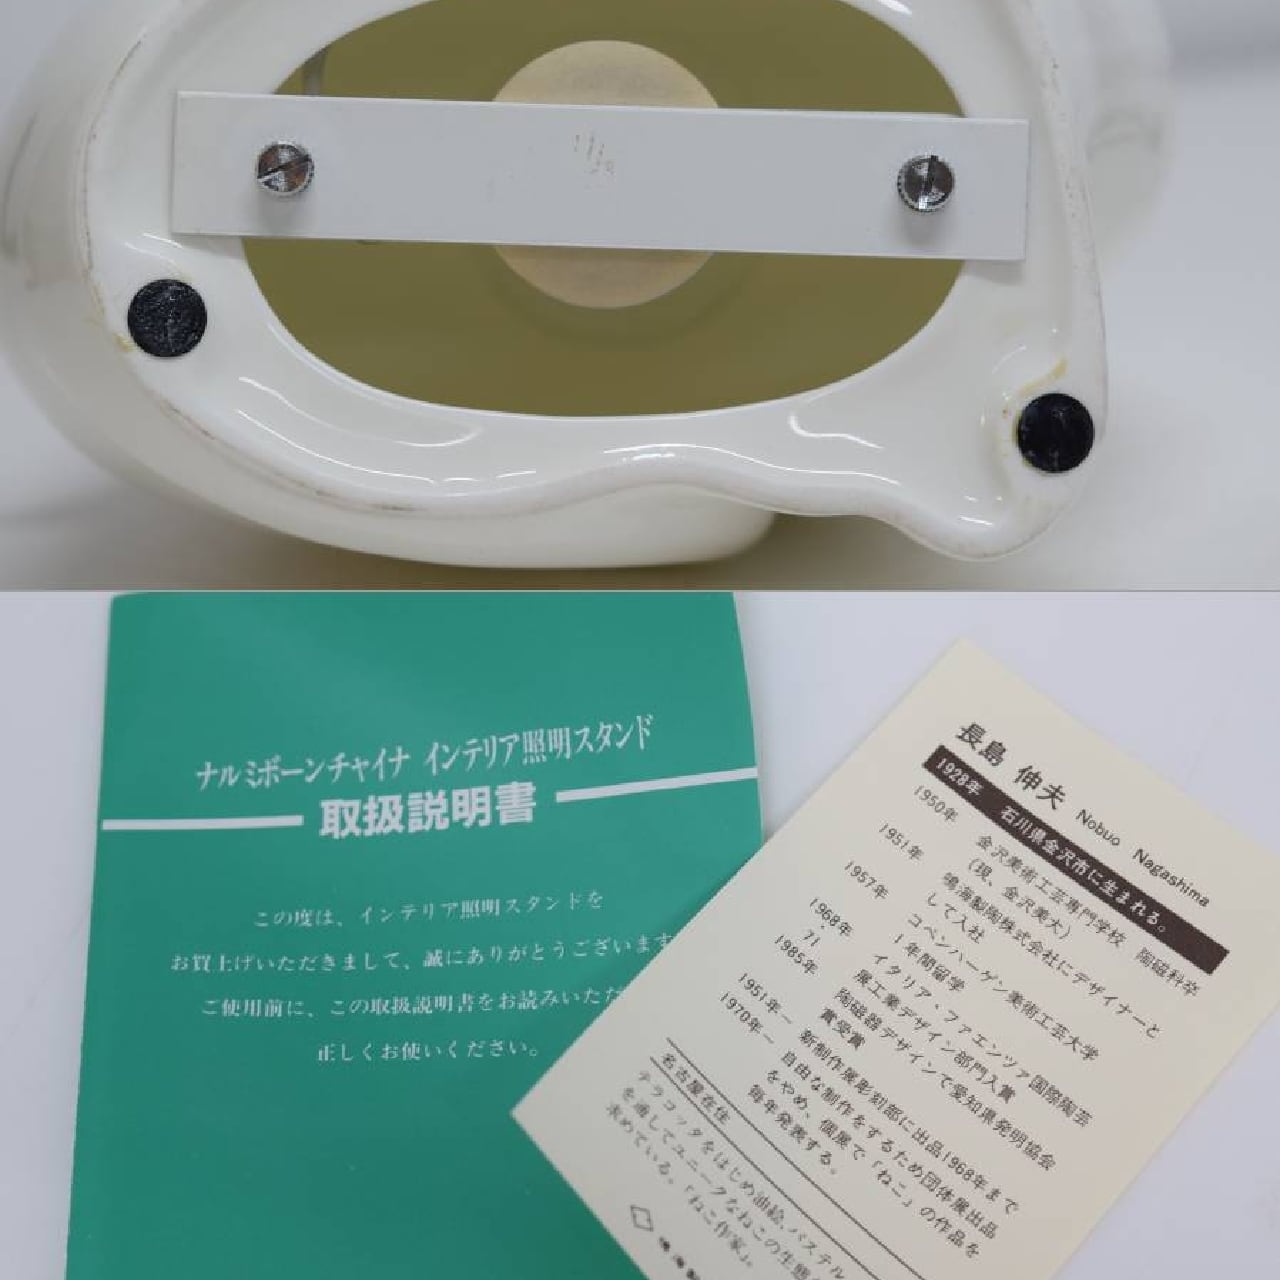 ナルミボーンチャイナ インテリア照明スタンド
取扱説明書
この度は、インテリア照明スタンドを
お買上げいただきまして、誠にありがとうございます
ご使用前に、この取扱説明書をお読みいただ
正しくお使いください。
長島 伸夫 Nobuo Nagashima
1928年 石川県金沢市に生まれる。
1950年 金沢美術工芸専門学校 陶磁科卒
(現、金沢美大)
1951年 鳴海製陶株式会社にデザイナーと
して入社
1957年 コペンハーゲン美術工芸大学
1年間留学
1968年 イタリア・ファエンツァ国際陶芸
71 展工業デザイン部門入賞
1985年 陶磁器デザインで愛知県発明協会
賞受賞
1951年― 新制作展彫刻部に出品1968年まで
1970年― 自由な制作をするため団体展出品
をやめ、個展で「ねこ」の作品を
毎年発表する。
名古屋在住
テラコッタをはじめ油絵、パステル
を通してユニークなねこの生態
求めている。「ねこ作家」。
鳴海製